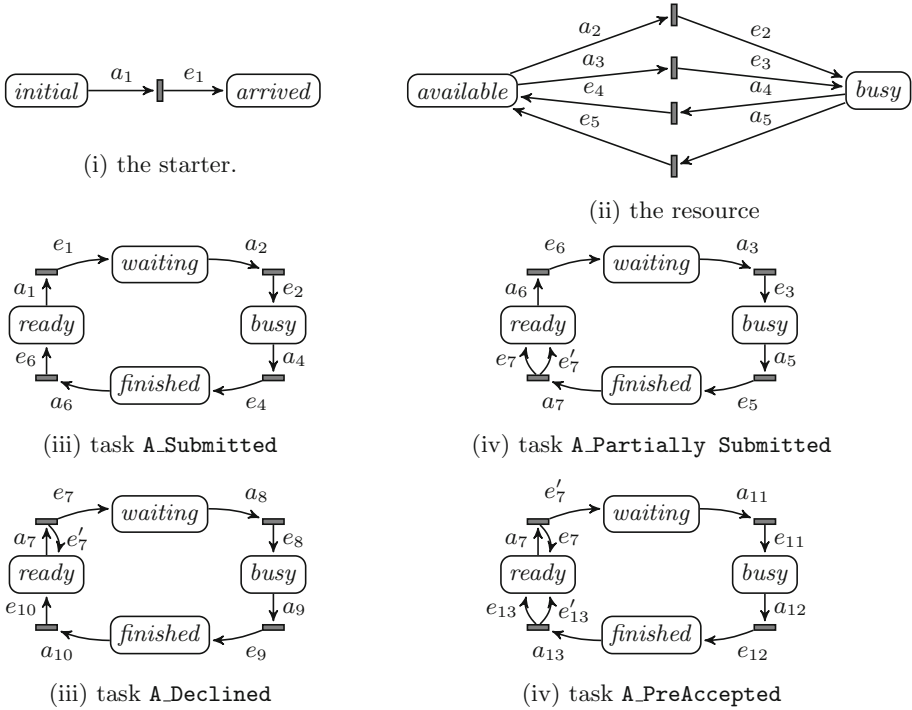 initial a₁ e₁ arrived
(i) the starter.
a₂ e₂
a₃ e₃
available e₄ a₄ busy
e₅ a₅
(ii) the resource
e₁ waiting a₂
a₁ e₂
ready busy
e₆ a₄
finished
a₆ e₄
(iii) task A_Submitted
e₆ waiting a₃
a₆ e₃
ready busy
e₇ e′₇ a₅
finished
a₇ e₅
(iv) task A_Partially Submitted
e₇ waiting a₈
a₇ e′₇ e₈
ready busy
e₁₀ a₉
finished
a₁₀ e₉
(iii) task A_Declined
e′₇ waiting a₁₁
a₇ e₇ e₁₁
ready busy
e₁₃ e′₁₃ a₁₂
finished
a₁₃ e₁₂
(iv) task A_PreAccepted